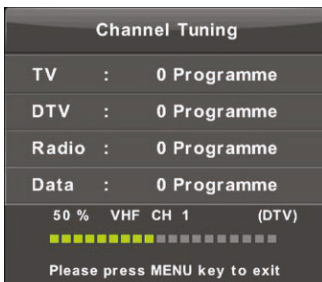 Channel Tuning
TV : 0 Programme
DTV : 0 Programme
Radio : 0 Programme
Data : 0 Programme
50 % VHF CH 1 (DTV)
Please press MENU key to exit